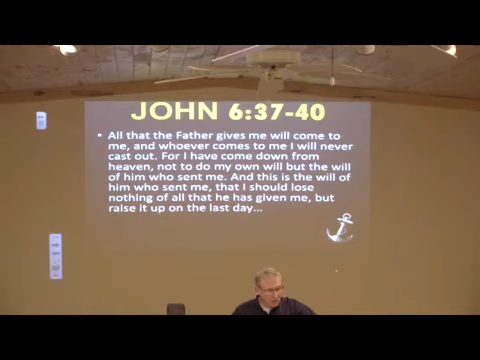 JOHN 6:37-40
• All that the Father gives me will come to
me, and whoever comes to me I will never
cast out. For I have come down from
heaven, not to do my own will but the will
of him who sent me. And this is the will of
him who sent me, that I should lose
nothing of all that he has given me, but
raise it up on the last day...